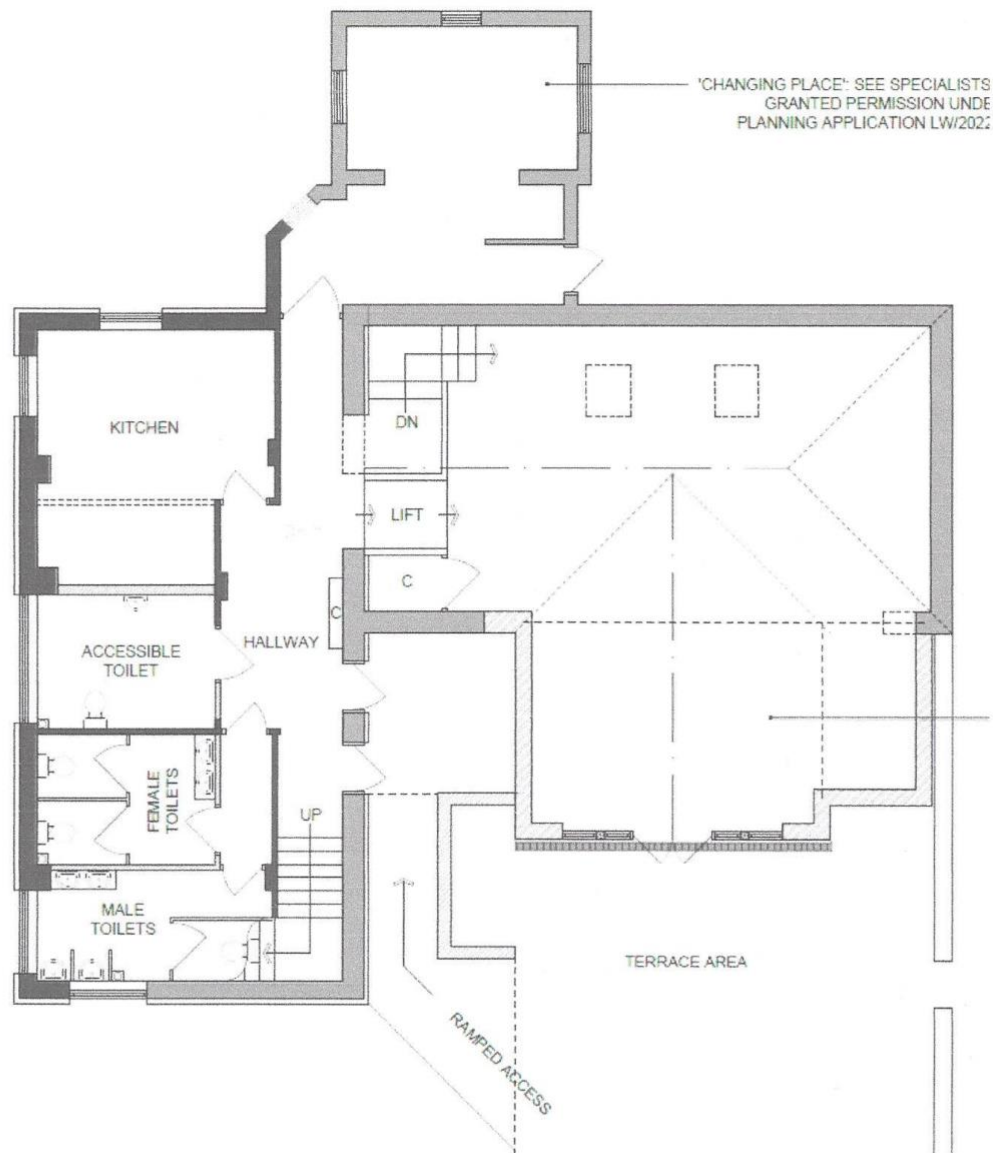 'CHANGING PLACE': SEE SPECIALISTS
GRANTED PERMISSION UNDE
PLANNING APPLICATION LW/2022
KITCHEN
DN
LIFT
C
C
HALLWAY
ACCESSIBLE
TOILET
FEMALE
TOILETS
UP
MALE
TOILETS
TERRACE AREA
RAMPED ACCESS